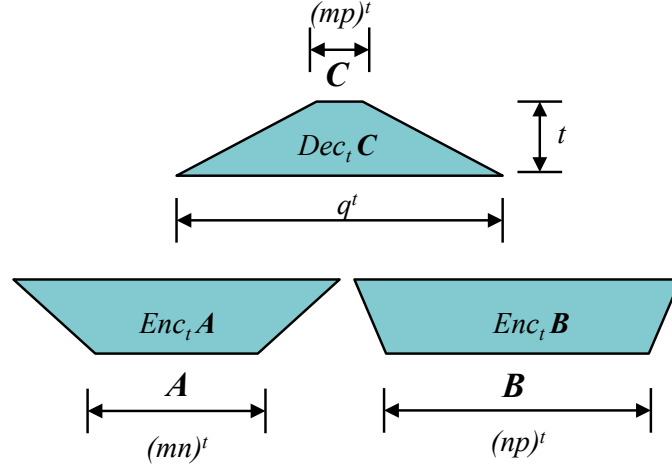 (mp)^t
C
Dec_t C
t
q^t
Enc_t A
Enc_t B
A
B
(mn)^t
(np)^t